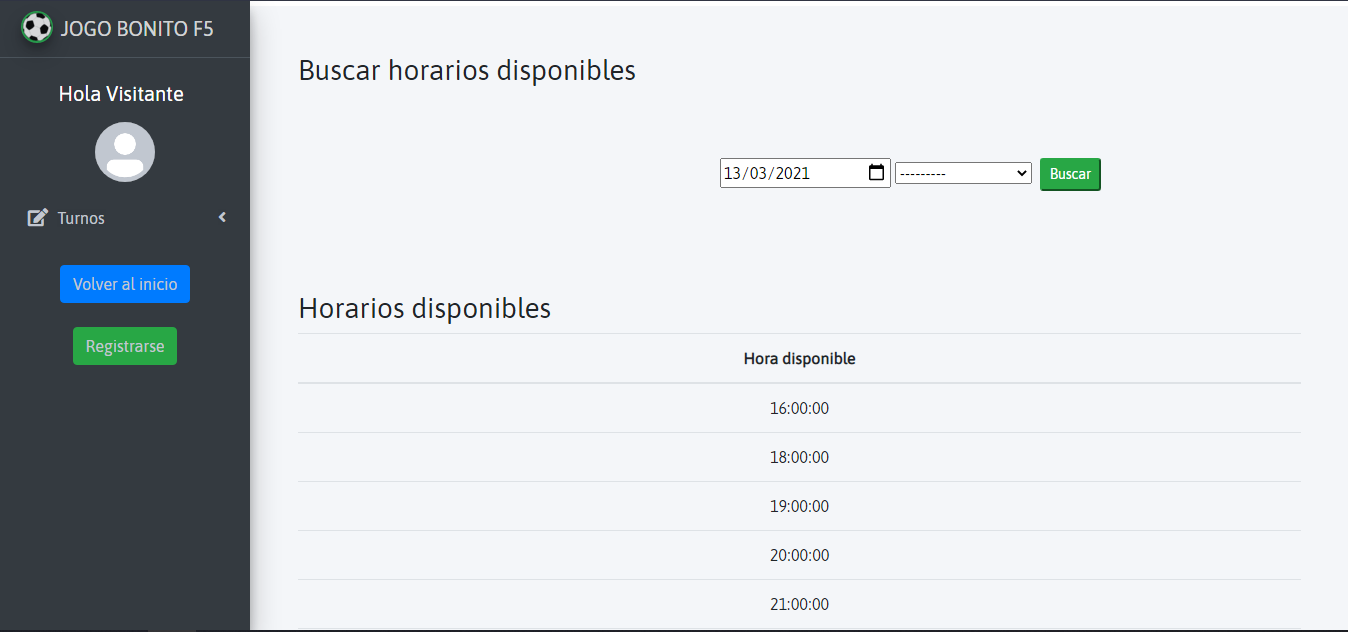 JOGO BONITO F5
Hola Visitante
Turnos
Volver al inicio
Registrarse
Buscar horarios disponibles
13/03/2021 --------- Buscar
Horarios disponibles
Hora disponible
16:00:00
18:00:00
19:00:00
20:00:00
21:00:00